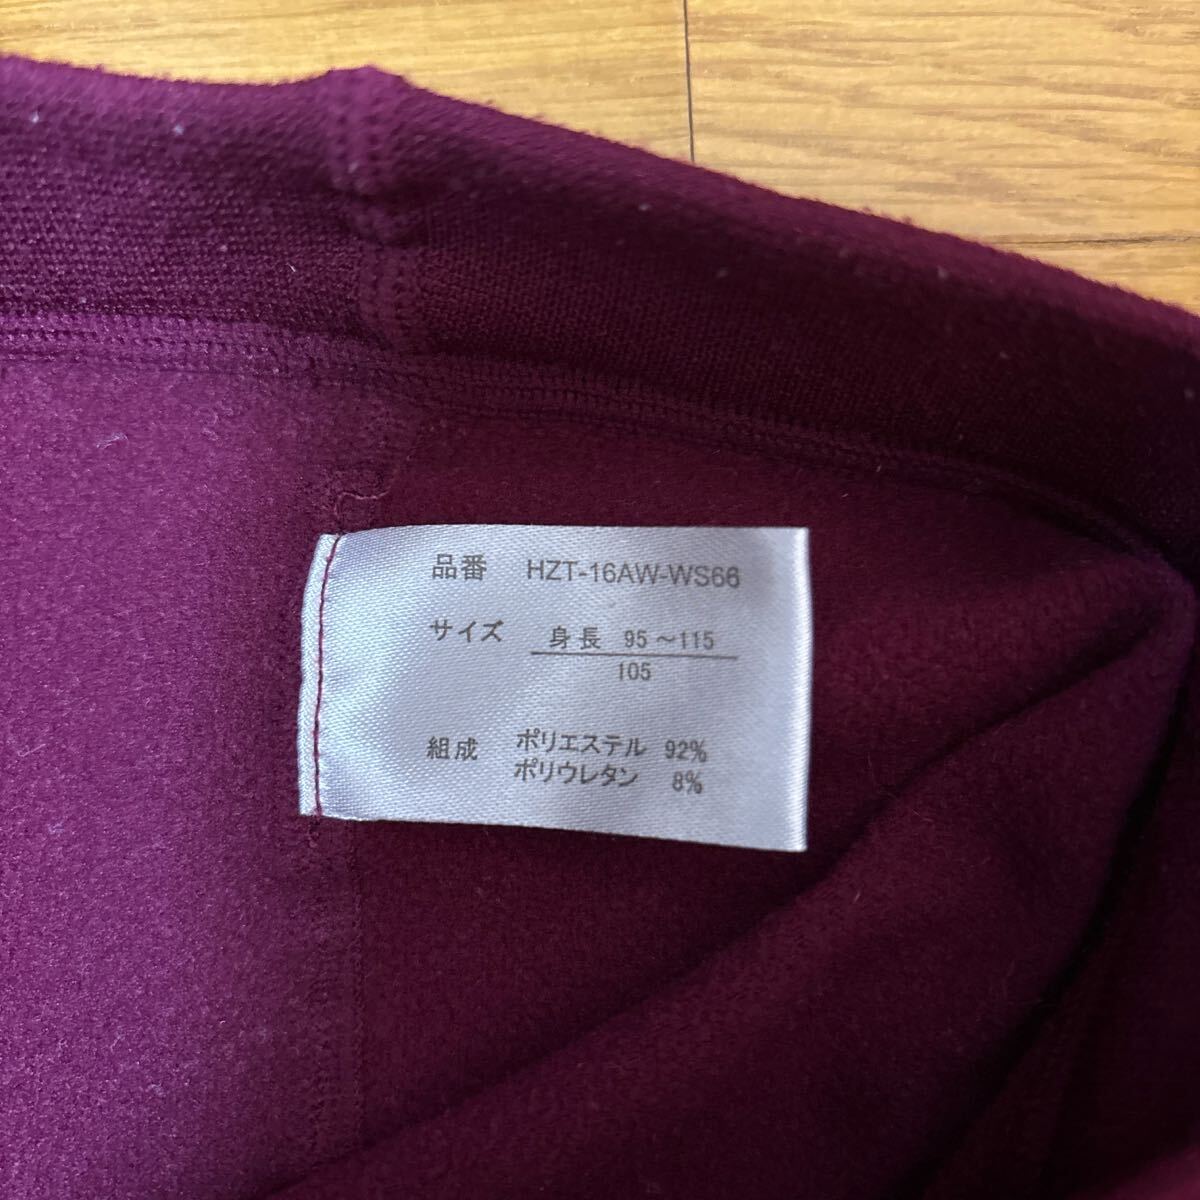 品番 HZT-16AW-WS66
サイズ 身長 95～115
105
組成 ポリエステル 92%
ポリウレタン 8%